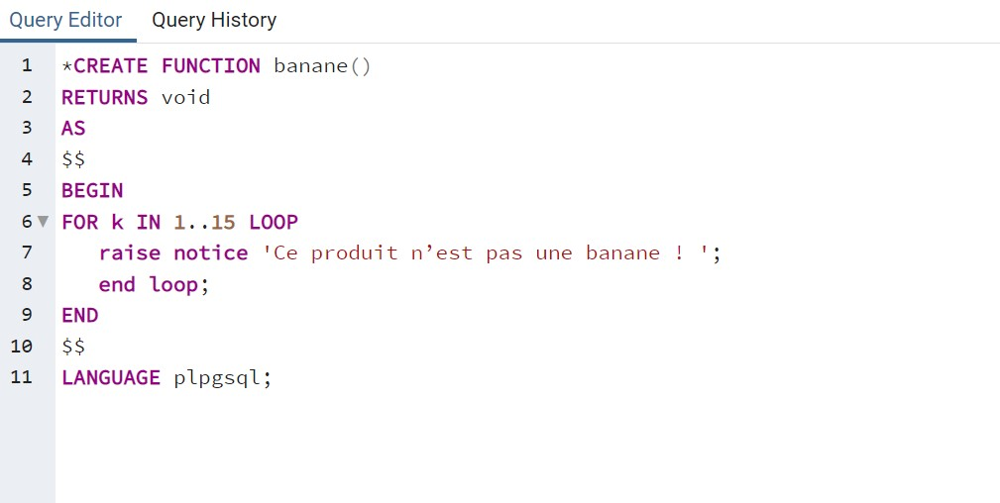 Query Editor Query History
1 *CREATE FUNCTION banane()
2 RETURNS void
3 AS
4 $$
5 BEGIN
6 FOR k IN 1..15 LOOP
7 raise notice 'Ce produit n’est pas une banane ! ';
8 end loop;
9 END
10 $$
11 LANGUAGE plpgsql;